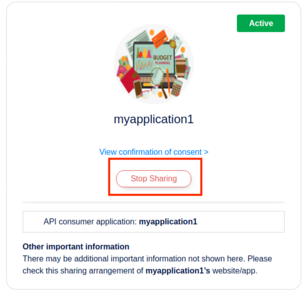 Active
BUDGET
PLANNING
myapplication1
View confirmation of consent >
Stop Sharing
API consumer application: myapplication1
Other important information
There may be additional important information not shown here. Please
check this sharing arrangement of myapplication1's website/app.